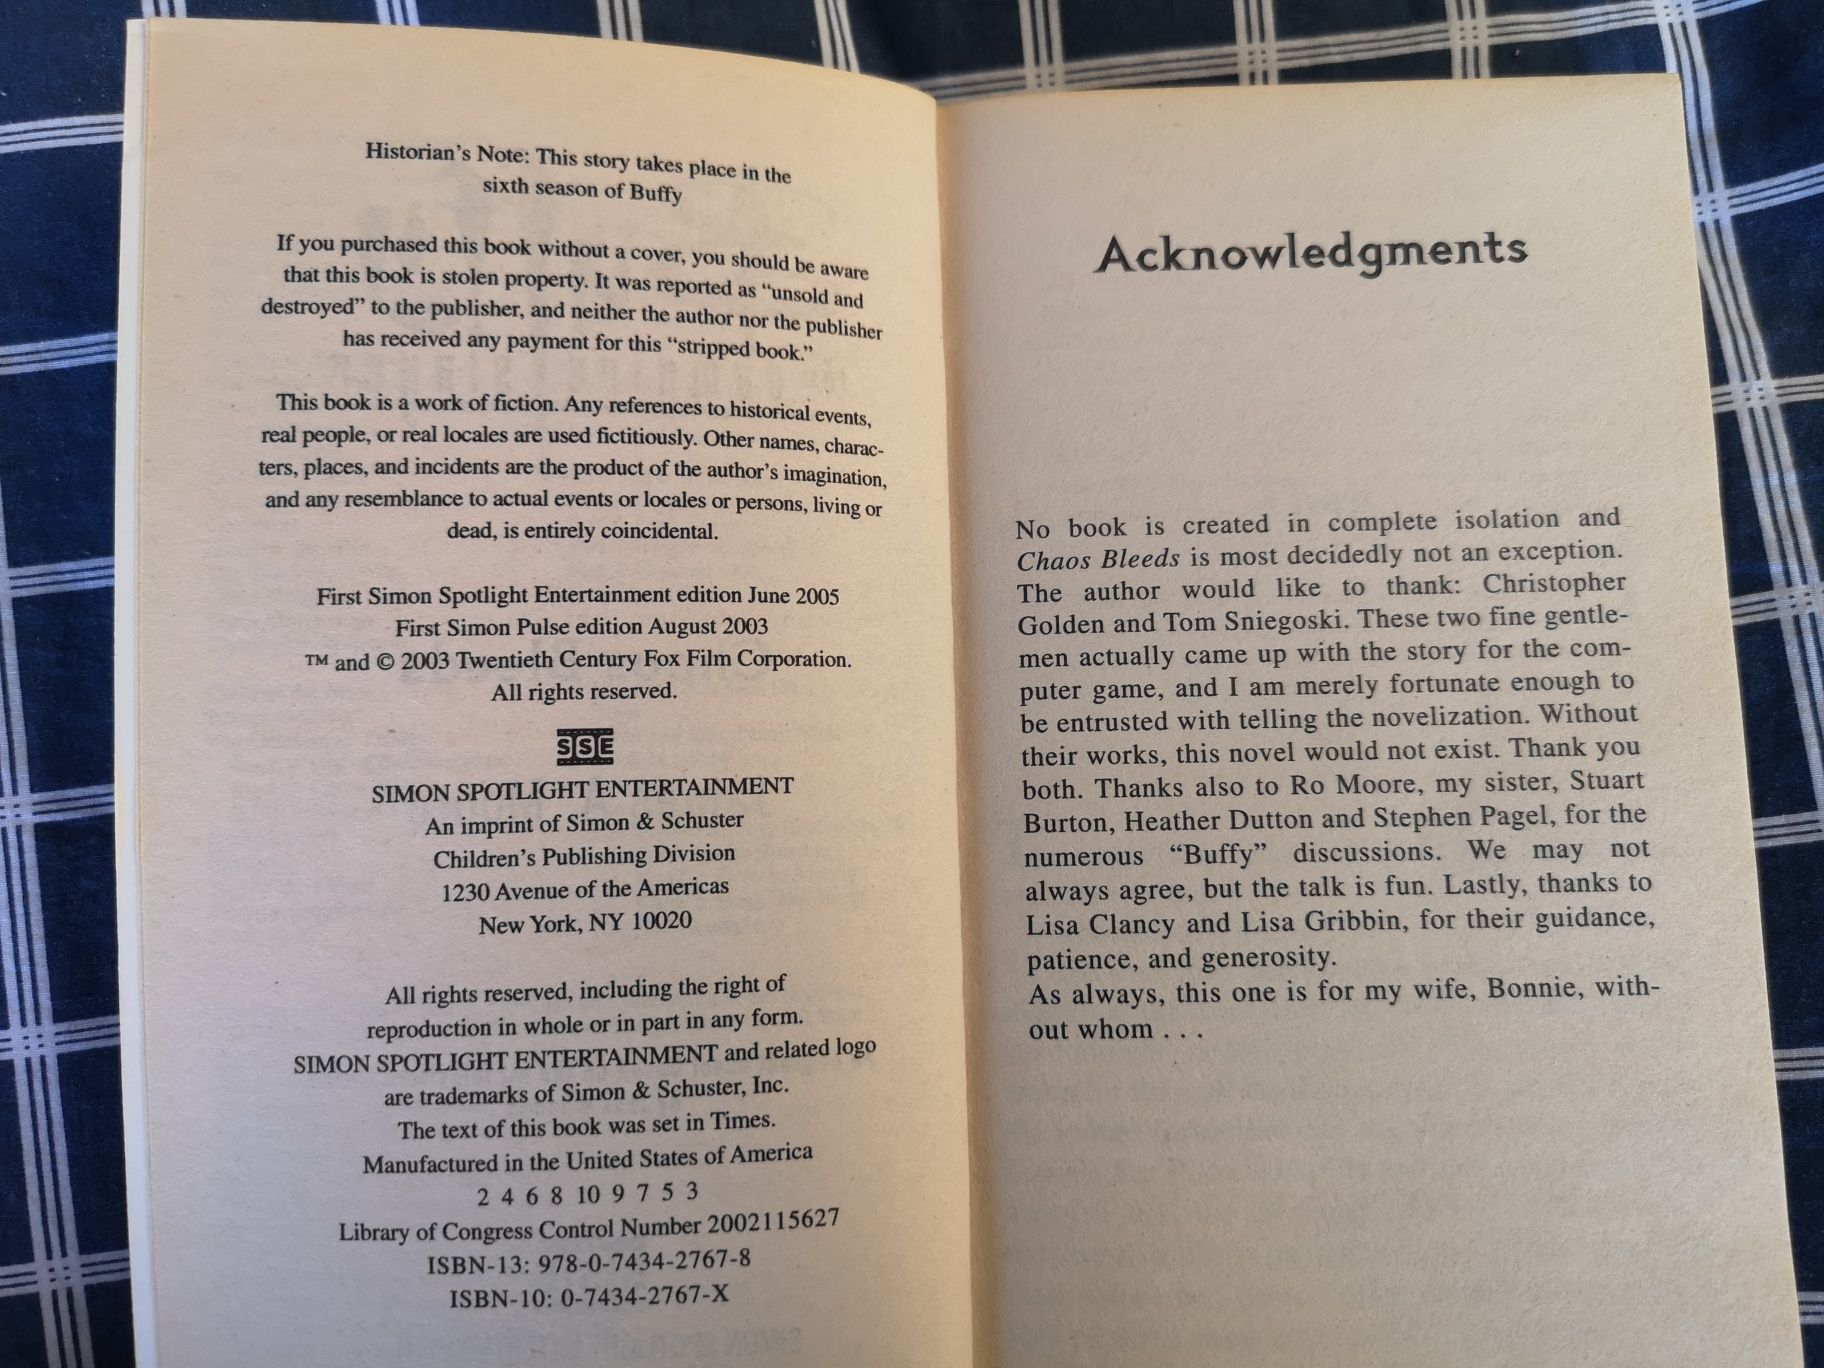 Historian's Note: This story takes place in the
sixth season of Buffy
If you purchased this book without a cover, you should be aware
that this book is stolen property. It was reported as “unsold and
destroyed” to the publisher, and neither the author nor the publisher
has received any payment for this “stripped book.”
This book is a work of fiction. Any references to historical events,
real people, or real locales are used fictitiously. Other names, charac-
ters, places, and incidents are the product of the author's imagination,
and any resemblance to actual events or locales or persons, living or
dead, is entirely coincidental.
First Simon Spotlight Entertainment edition June 2005
First Simon Pulse edition August 2003
™ and © 2003 Twentieth Century Fox Film Corporation.
All rights reserved.
SSE
SIMON SPOTLIGHT ENTERTAINMENT
An imprint of Simon & Schuster
Children's Publishing Division
1230 Avenue of the Americas
New York, NY 10020
All rights reserved, including the right of
reproduction in whole or in part in any form.
SIMON SPOTLIGHT ENTERTAINMENT and related logo
are trademarks of Simon & Schuster, Inc.
The text of this book was set in Times.
Manufactured in the United States of America
2 4 6 8 10 9 7 5 3
Library of Congress Control Number 2002115627
ISBN-13: 978-0-7434-2767-8
ISBN-10: 0-7434-2767-X
Acknowledgments
No book is created in complete isolation and
Chaos Bleeds is most decidedly not an exception.
The author would like to thank: Christopher
Golden and Tom Sniegoski. These two fine gentle-
men actually came up with the story for the com-
puter game, and I am merely fortunate enough to
be entrusted with telling the novelization. Without
their works, this novel would not exist. Thank you
both. Thanks also to Ro Moore, my sister, Stuart
Burton, Heather Dutton and Stephen Pagel, for the
numerous “Buffy” discussions. We may not
always agree, but the talk is fun. Lastly, thanks to
Lisa Clancy and Lisa Gribbin, for their guidance,
patience, and generosity.
As always, this one is for my wife, Bonnie, with-
out whom . . .